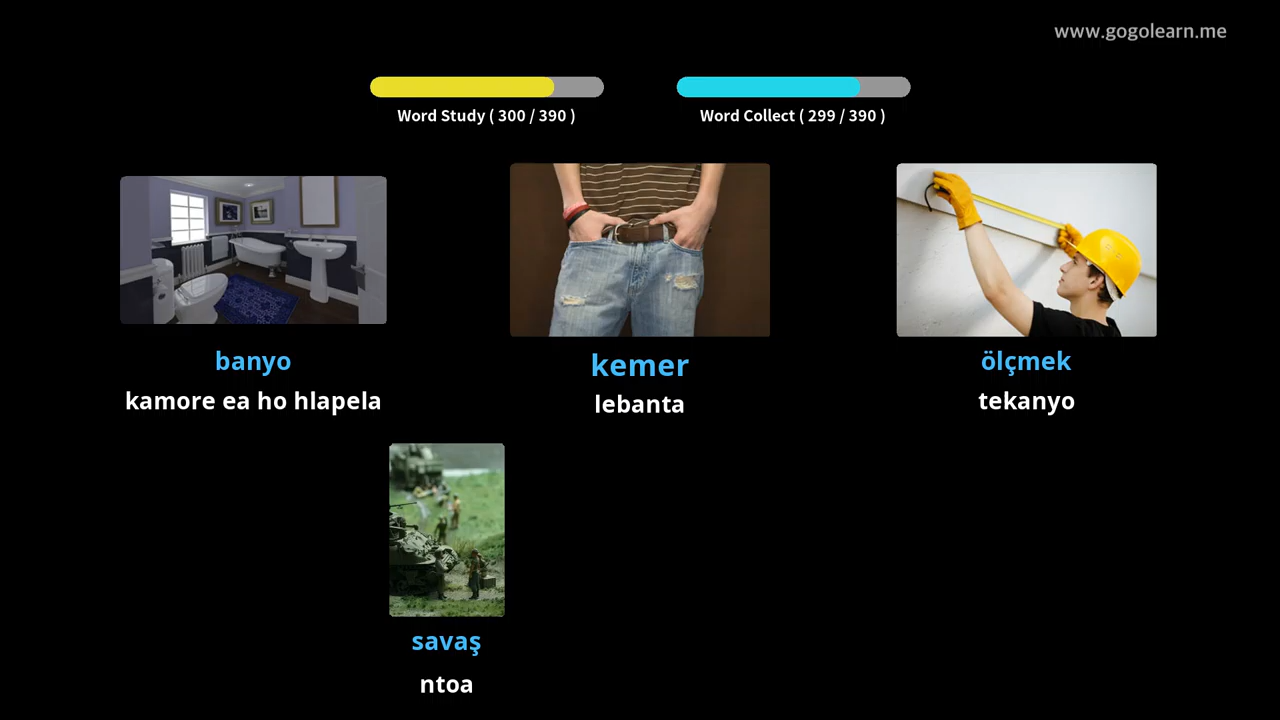 www.gogolearn.me
Word Study ( 300 / 390 )
Word Collect ( 299 / 390 )
banyo
kamore ea ho hlapela
kemer
lebanta
ölçmek
tekanyo
savaş
ntoa